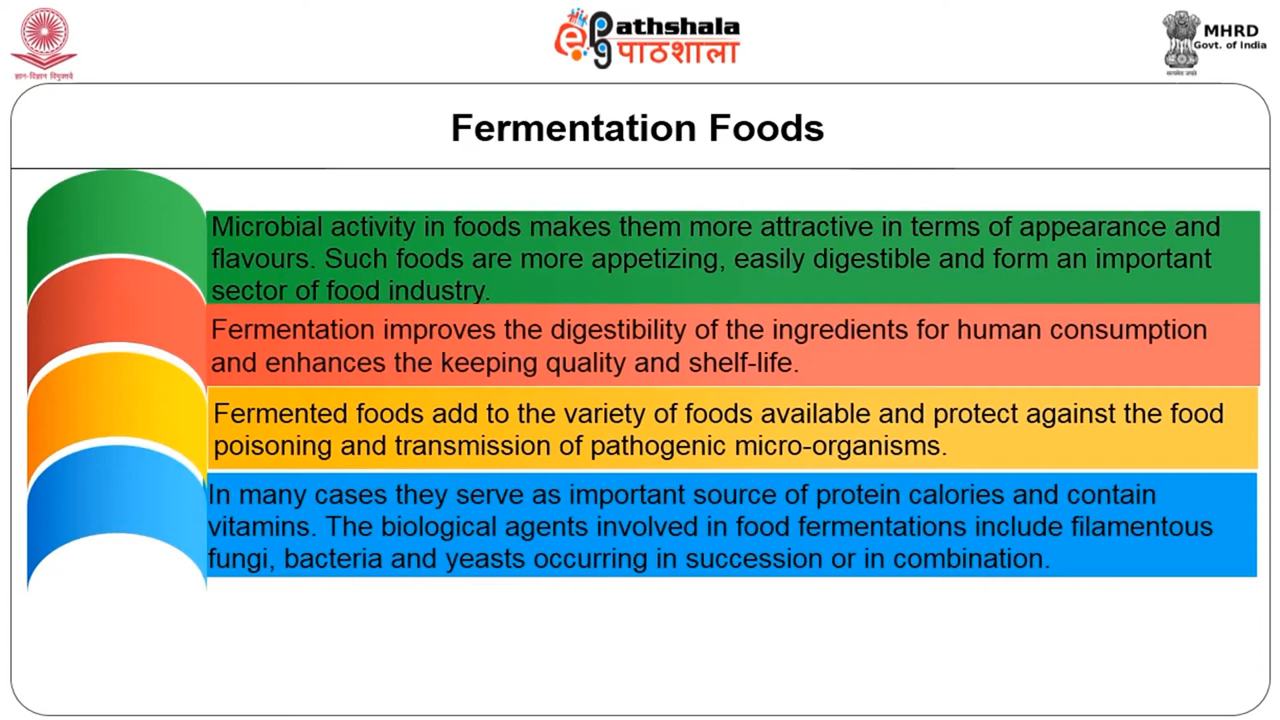 ज्ञान-विज्ञान विमुक्तये
ePG Pathshala
पाठशाला
MHRD
Govt. of India
सत्यमेव जयते
Fermentation Foods
Microbial activity in foods makes them more attractive in terms of appearance and
flavours. Such foods are more appetizing, easily digestible and form an important
sector of food industry.
Fermentation improves the digestibility of the ingredients for human consumption
and enhances the keeping quality and shelf-life.
Fermented foods add to the variety of foods available and protect against the food
poisoning and transmission of pathogenic micro-organisms.
In many cases they serve as important source of protein calories and contain
vitamins. The biological agents involved in food fermentations include filamentous
fungi, bacteria and yeasts occurring in succession or in combination.